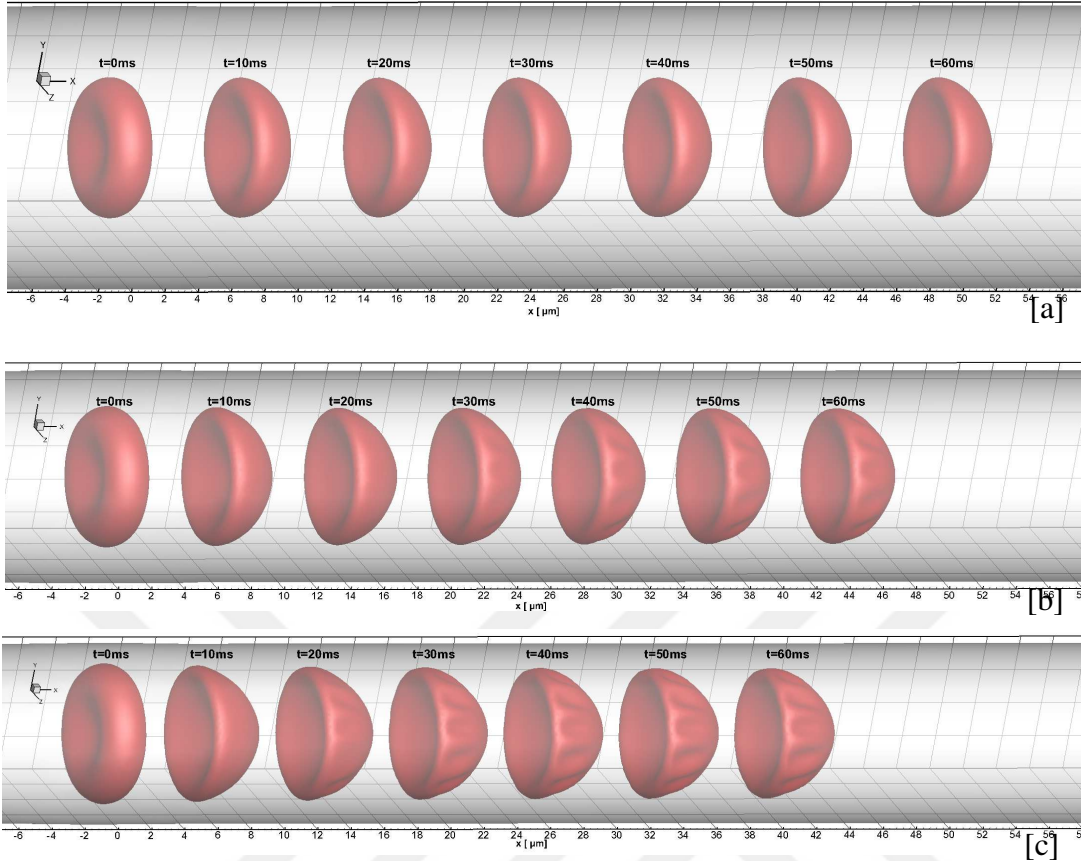 t=0ms t=10ms t=20ms t=30ms t=40ms t=50ms t=60ms
Y
X
Z
-6 -4 -2 0 2 4 6 8 10 12 14 16 18 20 22 24 26 28 30 32 34 36 38 40 42 44 46 48 50 52 54 56
x [ µm]
[a]
t=0ms t=10ms t=20ms t=30ms t=40ms t=50ms t=60ms
Y
X
Z
-6 -4 -2 0 2 4 6 8 10 12 14 16 18 20 22 24 26 28 30 32 34 36 38 40 42 44 46 48 50 52 54 56
x [ µm]
[b]
t=0ms t=10ms t=20ms t=30ms t=40ms t=50ms t=60ms
Y
X
Z
-6 -4 -2 0 2 4 6 8 10 12 14 16 18 20 22 24 26 28 30 32 34 36 38 40 42 44 46 48 50 52 54 56
x [ µm]
[c]